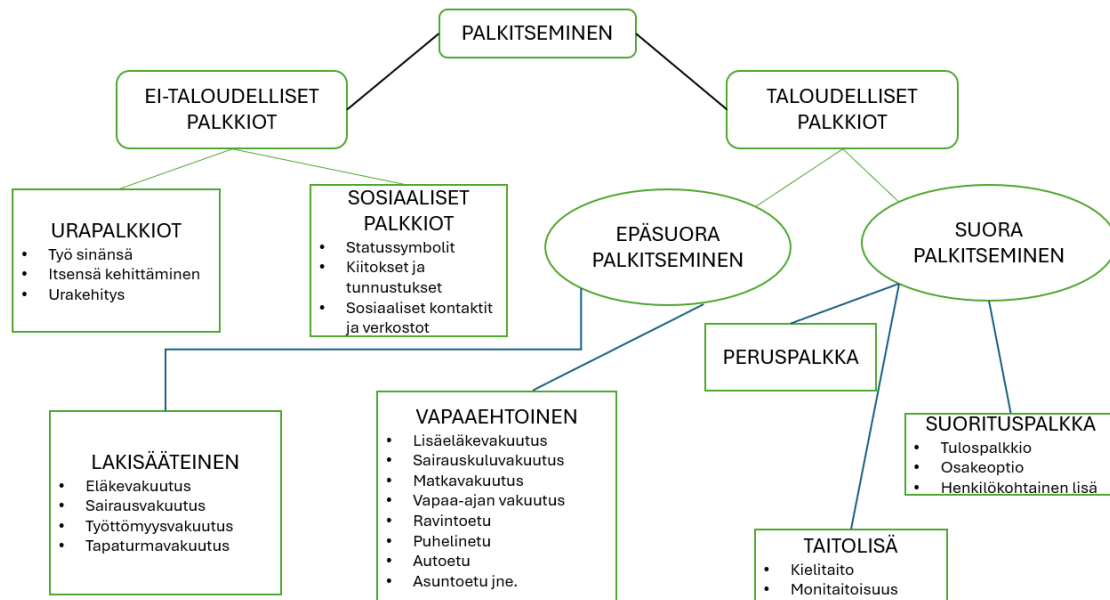 PALKITSEMINEN
EI-TALOUDELLISET
PALKKIOT
TALOUDELLISET
PALKKIOT
URAPALKKIOT
• Työ sinänsä
• Itsensä kehittäminen
• Urakehitys
SOSIAALISET
PALKKIOT
• Statussymbolit
• Kiitokset ja
tunnustukset
• Sosiaaliset kontaktit
ja verkostot
EPÄSUORA
PALKITSEMINEN
SUORA
PALKITSEMINEN
LAKISÄÄTEINEN
• Eläkevakuutus
• Sairausvakuutus
• Työttömyysvakuutus
• Tapaturmavakuutus
VAPAAEHTOINEN
• Lisäeläkevakuutus
• Sairauskuluvakuutus
• Matkavakuutus
• Vapaa-ajan vakuutus
• Ravintoetu
• Puhelinetu
• Autoetu
• Asuntoetu jne.
PERUSPALKKA
TAITOLISÄ
• Kielitaito
• Monitaitoisuus
SUORITUSPALKKA
• Tulospalkkio
• Osakeoptio
• Henkilökohtainen lisä